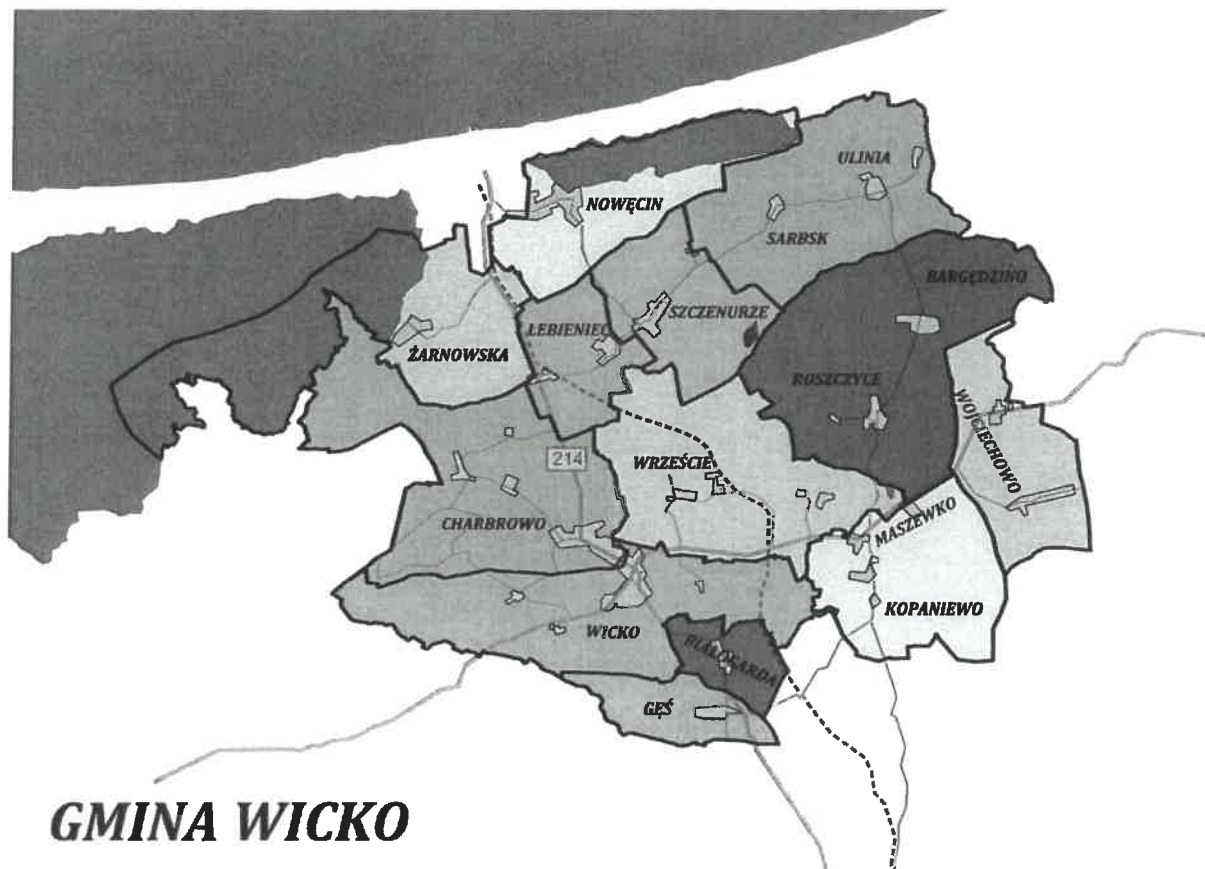 ULINIA
NOWĘCIN
SARBSK
BARGĘDZINO
SZCZENURZE
ŁEBIENIEC
ŻARNOWSKA
ROSZCZYCE
WOJCIECHOWO
214
WRZEŚCIE
CHARBROWO
MASZEWKO
KOPANIEWO
WICKO
BIAŁOGARDA
GĘŚ
GMINA WICKO